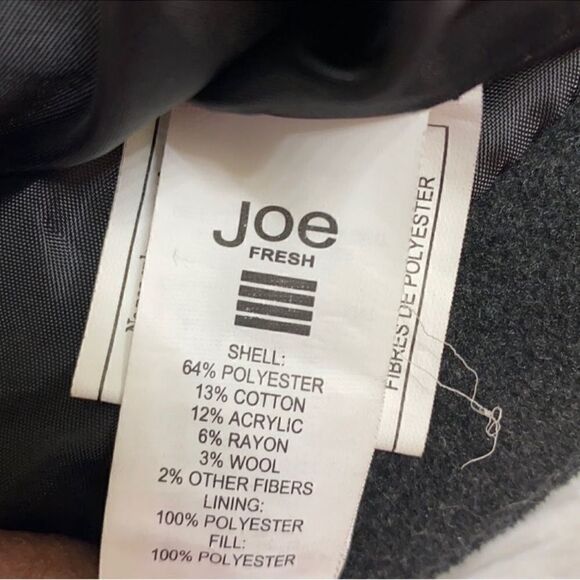 Joe
FRESH
SHELL:
64% POLYESTER
13% COTTON
12% ACRYLIC
6% RAYON
3% WOOL
2% OTHER FIBERS
LINING:
100% POLYESTER
FILL:
100% POLYESTER
FIBRES DE POLYESTER